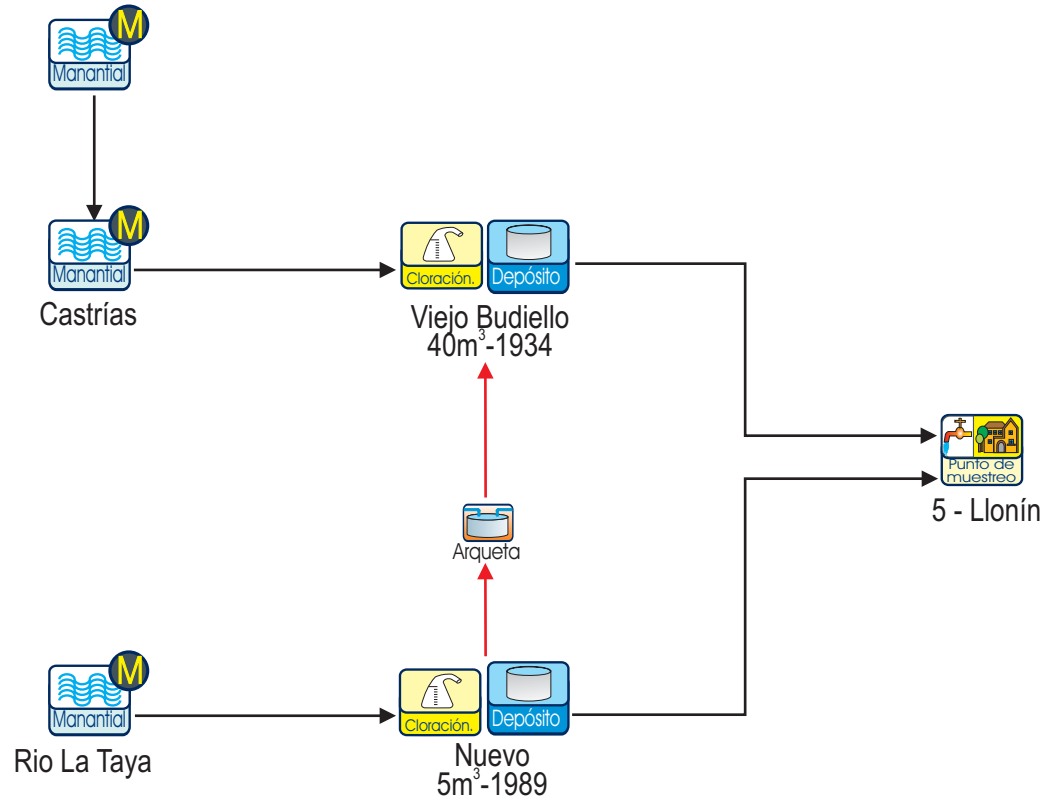 M
Manantial
M
Manantial
Castrías
Cloración.
Depósito
Viejo Budiello
40m³-1934
Punto de
muestreo
5 - Llonín
Arqueta
M
Manantial
Rio La Taya
Cloración.
Depósito
Nuevo
5m³-1989